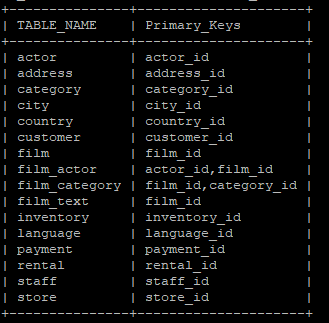 TABLE_NAME Primary_Keys
actor actor_id
address address_id
category category_id
city city_id
country country_id
customer customer_id
film film_id
film_actor actor_id,film_id
film_category film_id,category_id
film_text film_id
inventory inventory_id
language language_id
payment payment_id
rental rental_id
staff staff_id
store store_id